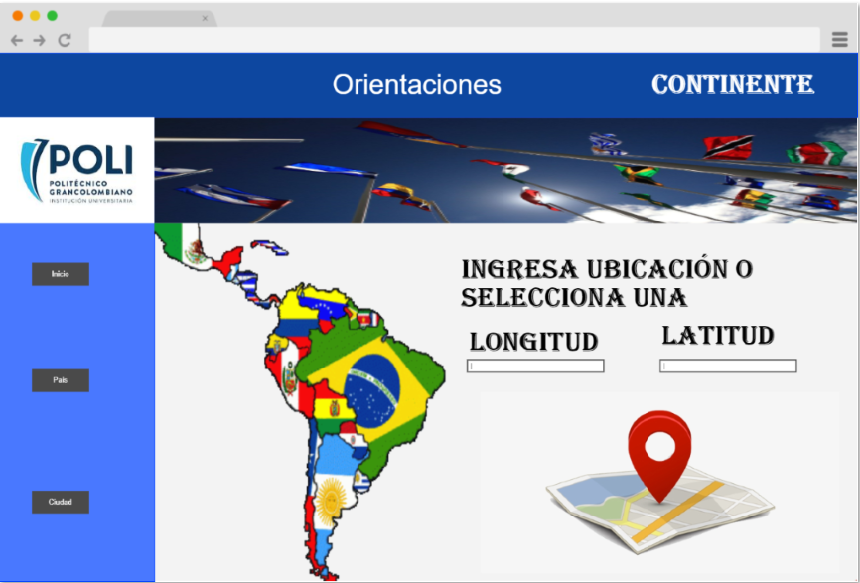 Orientaciones
CONTINENTE
POLI
POLITÉCNICO
GRANCOLOMBIANO
INSTITUCIÓN UNIVERSITARIA
Inicio
INGRESA UBICACIÓN O
SELECCIONA UNA
LONGITUD
LATITUD
País
Ciudad